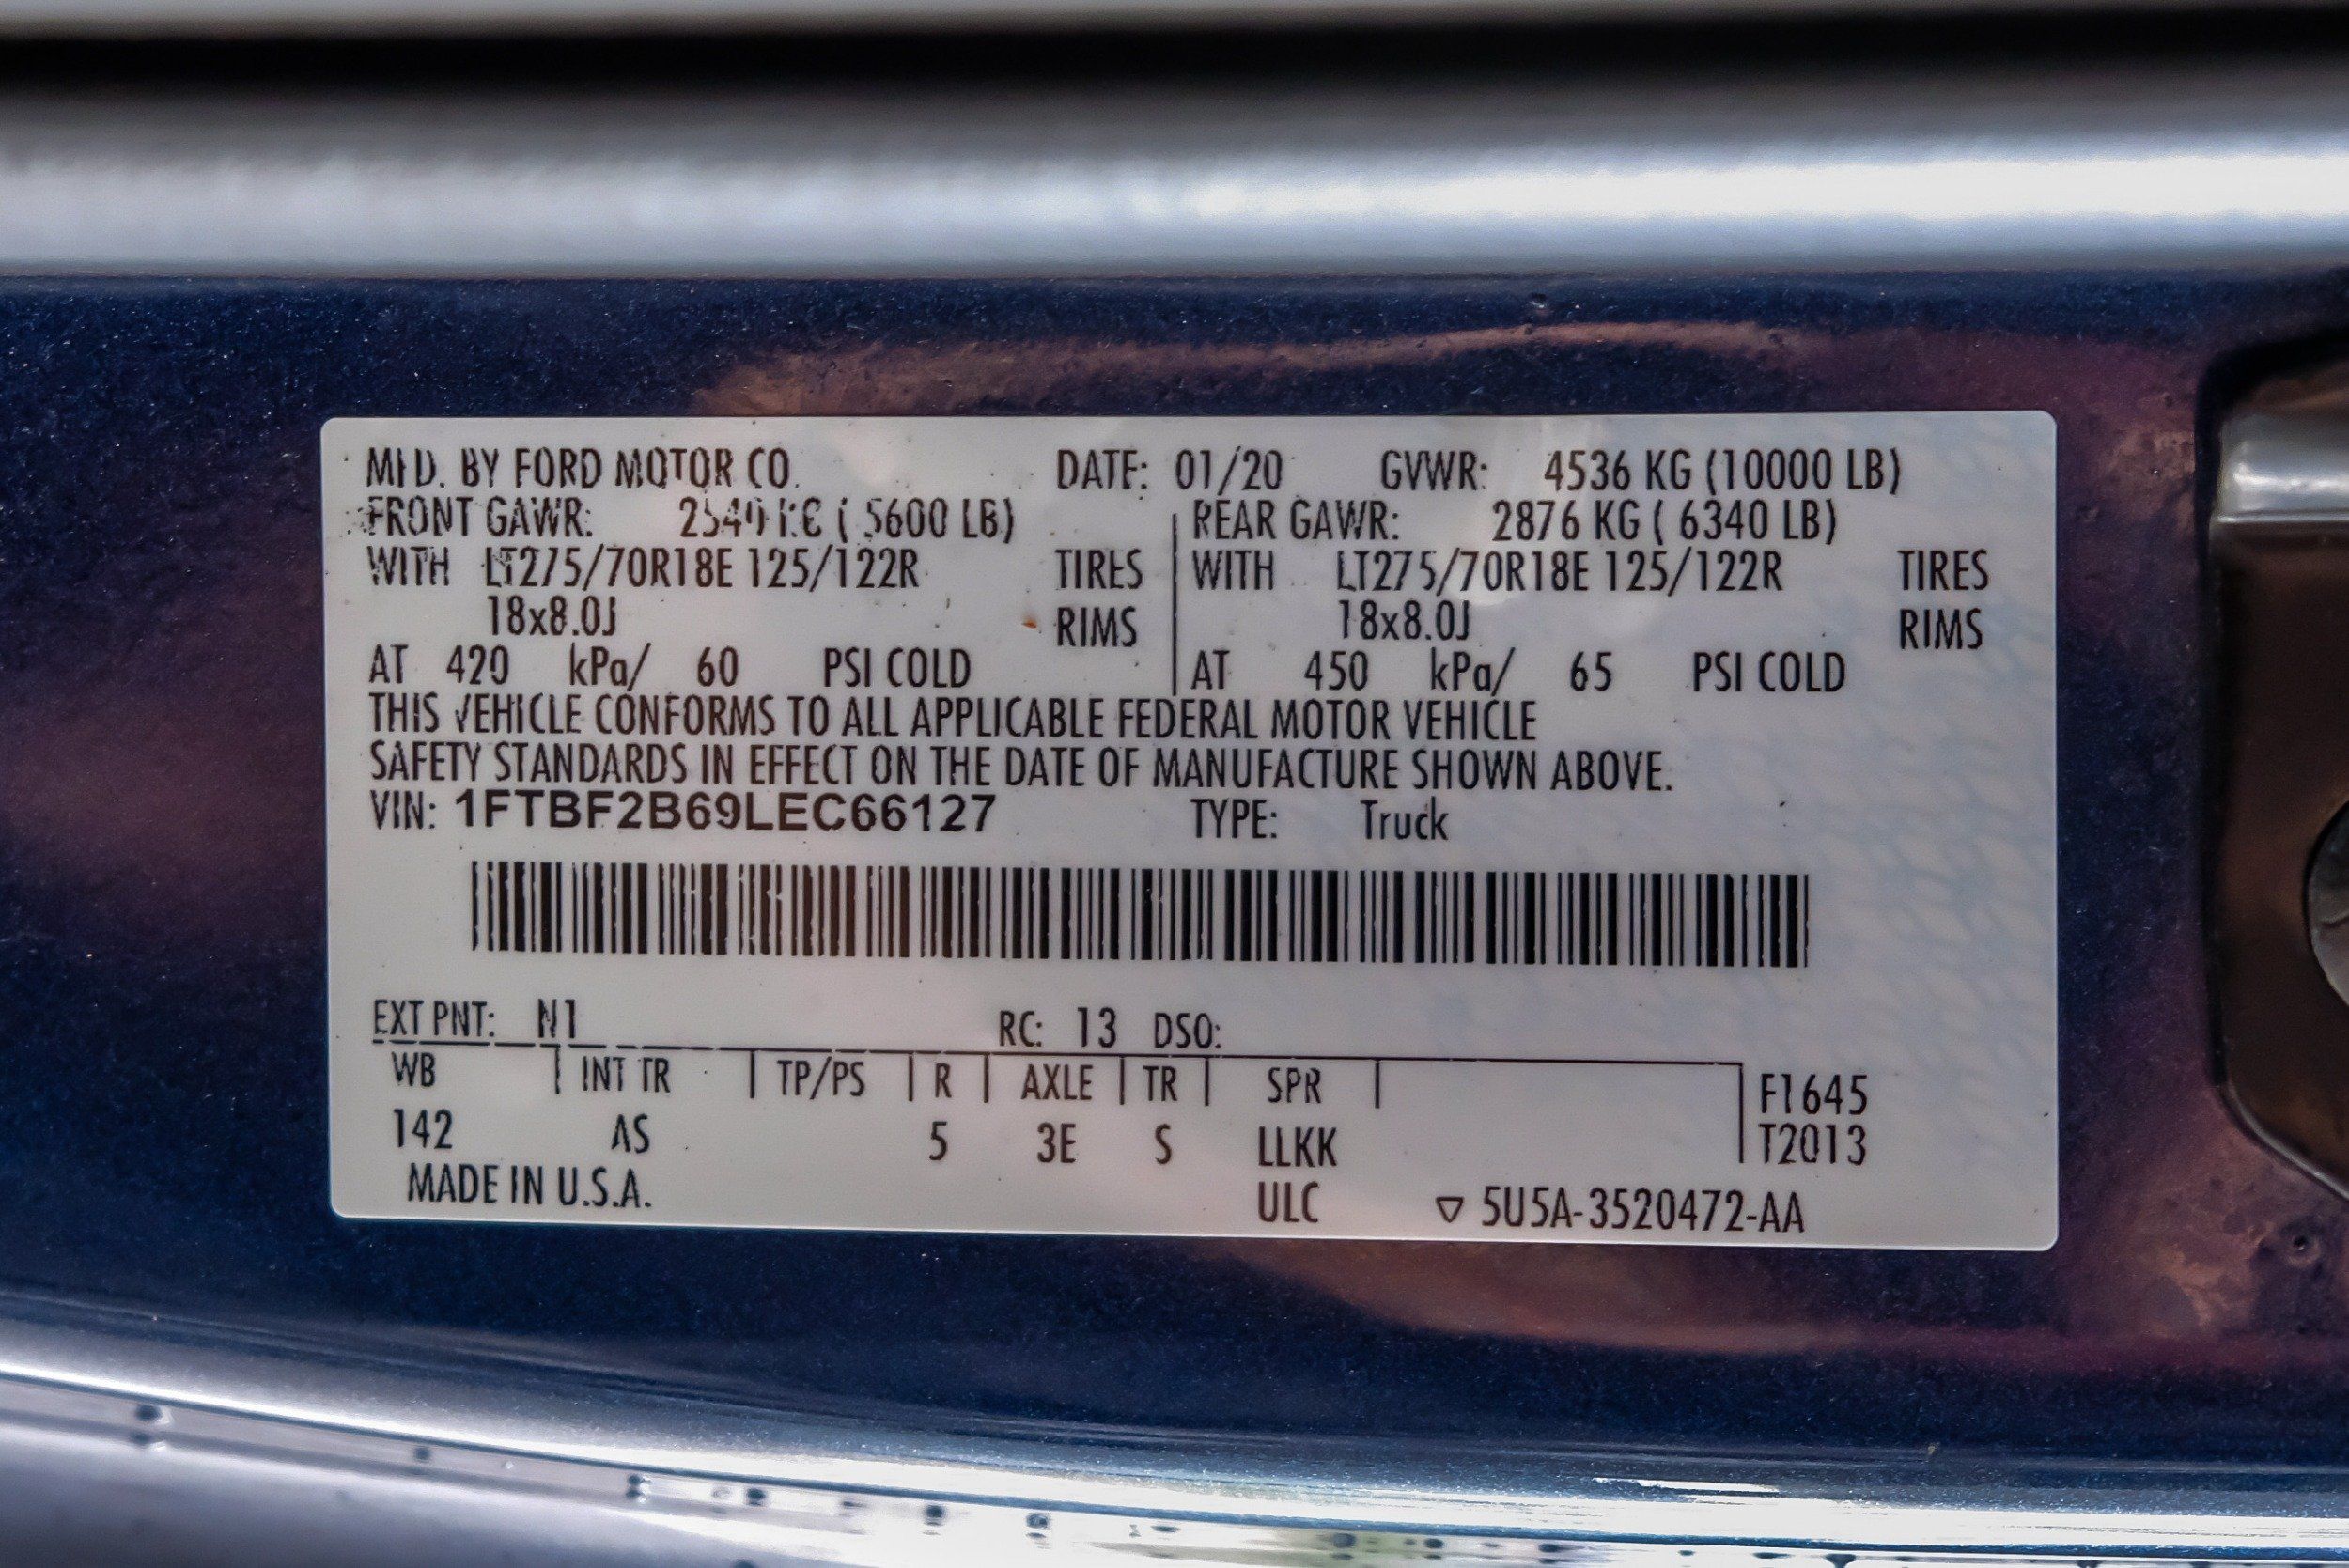 MFD. BY FORD MOTOR CO. DATE: 01/20 GVWR: 4536 KG (10000 LB)
FRONT GAWR: 2540 KG ( 5600 LB) REAR GAWR: 2876 KG ( 6340 LB)
WITH LT275/70R18E 125/122R TIRES WITH LT275/70R18E 125/122R TIRES
18x8.0J RIMS 18x8.0J RIMS
AT 420 kPa/ 60 PSI COLD AT 450 kPa/ 65 PSI COLD
THIS VEHICLE CONFORMS TO ALL APPLICABLE FEDERAL MOTOR VEHICLE
SAFETY STANDARDS IN EFFECT ON THE DATE OF MANUFACTURE SHOWN ABOVE.
VIN: 1FTBF2B69LEC66127 TYPE: Truck
EXT PNT: N1 RC: 13 DSO:
WB INT TR TP/PS R AXLE TR SPR F1645
142 AS 5 3E S LLKK T2013
MADE IN U.S.A. ULC ▽ 5U5A-3520472-AA